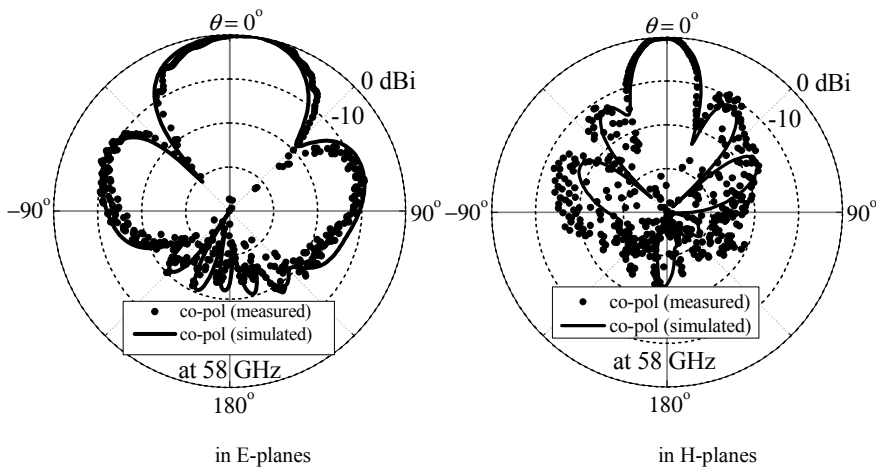 θ = 0°
0 dBi
-10
−90°
90°
co-pol (measured)
co-pol (simulated)
at 58 GHz
180°
in E-planes
θ = 0°
0 dBi
-10
−90°
90°
co-pol (measured)
co-pol (simulated)
at 58 GHz
180°
in H-planes